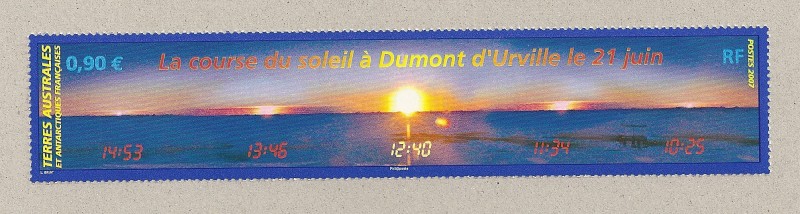 TERRES AUSTRALES
ET ANTARCTIQUES FRANÇAISES
0,90 €
La course du soleil à Dumont d'Urville le 21 juin
RF
POSTES 2007
14:53
13:46
12:40
11:34
10:25